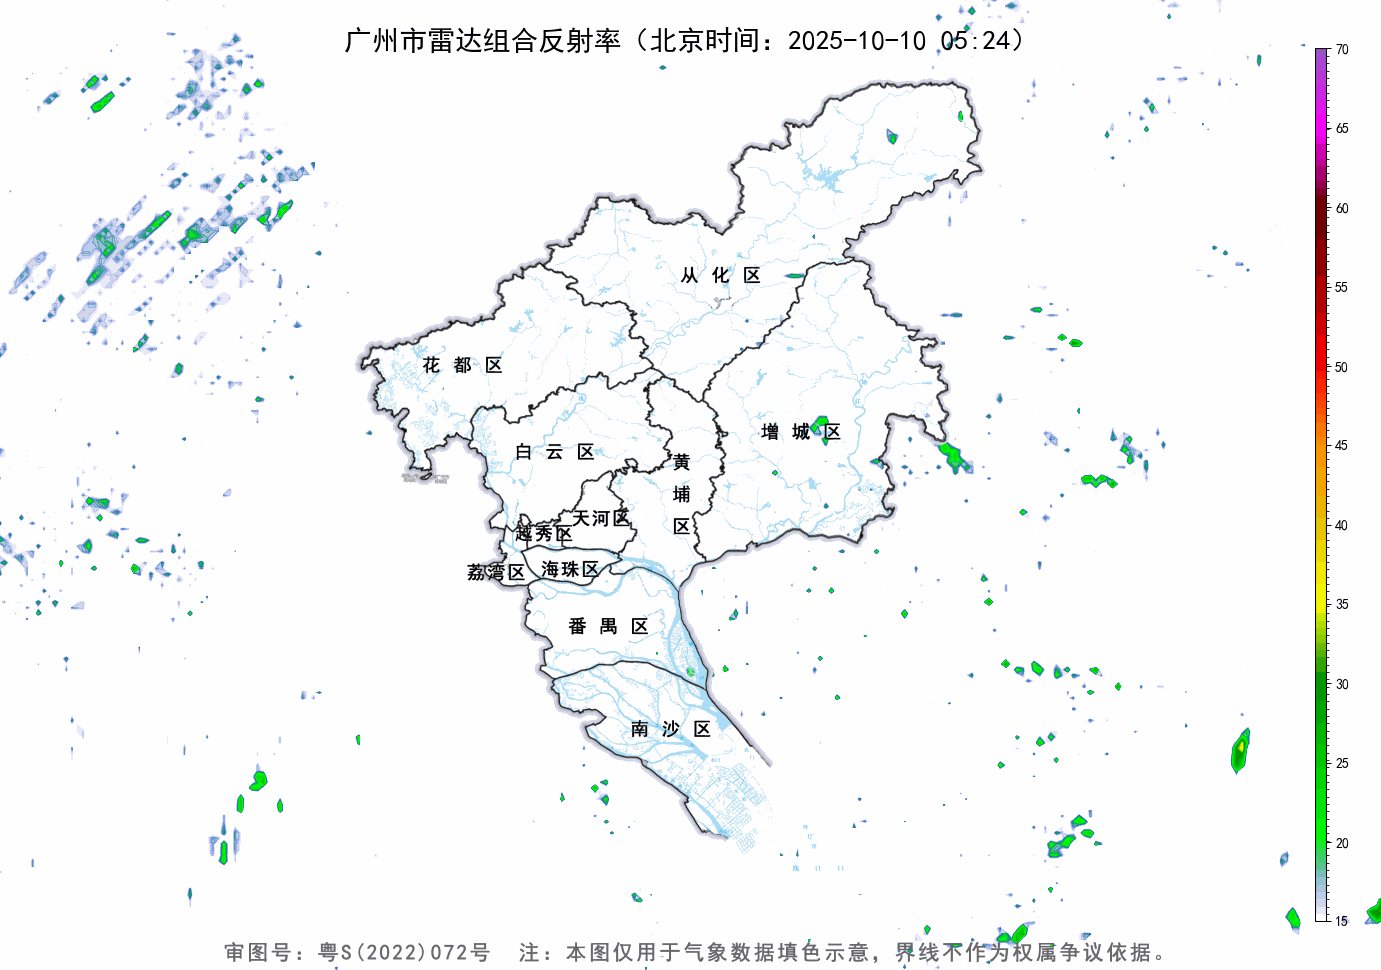 广州市雷达组合反射率（北京时间：2025-10-10 05:24）
70
65
60
55
50
45
40
35
30
25
20
15
从化区
花都区
增城区
白云区
黄埔区
天河区
越秀区
海珠区
荔湾区
番禺区
南沙区
审图号：粤S(2022)072号 注：本图仅用于气象数据填色示意，界线不作为权属争议依据。